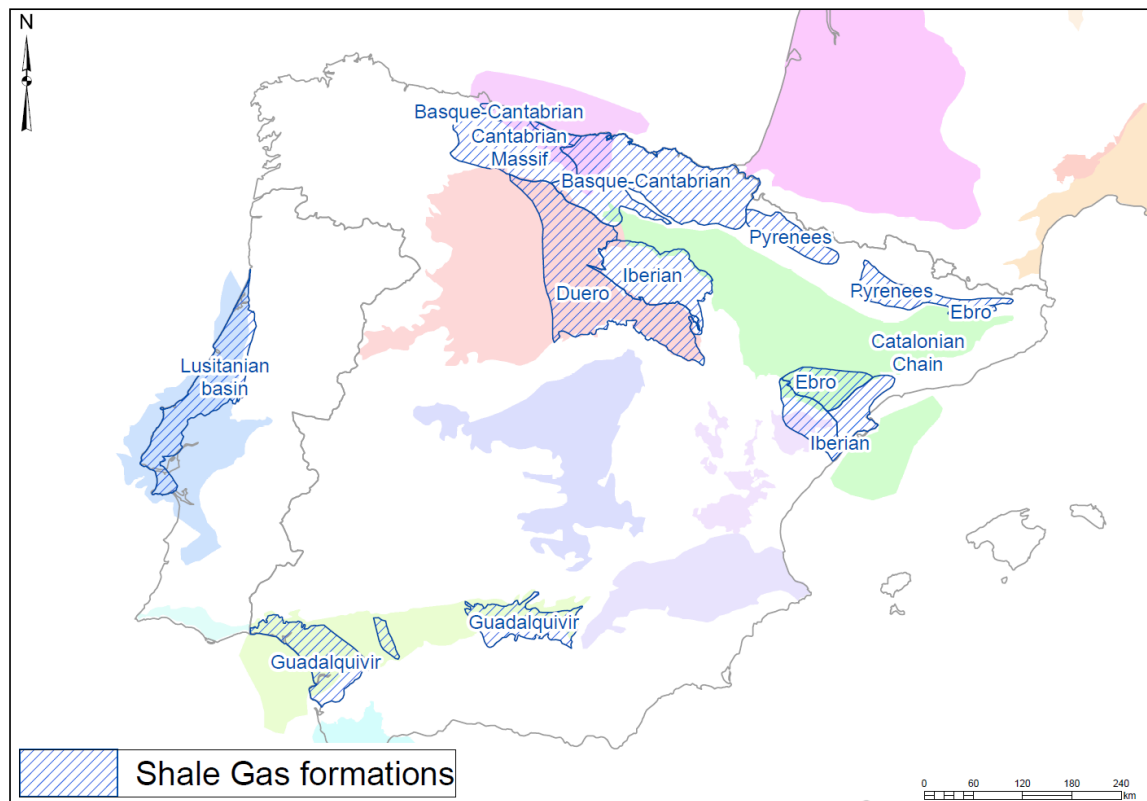 N
Basque-Cantabrian
Cantabrian
Massif
Basque-Cantabrian
Pyrenees
Iberian
Duero
Pyrenees
Ebro
Catalonian
Chain
Lusitanian
basin
Ebro
Iberian
Guadalquivir
Guadalquivir
Shale Gas formations
0 60 120 180 240
km